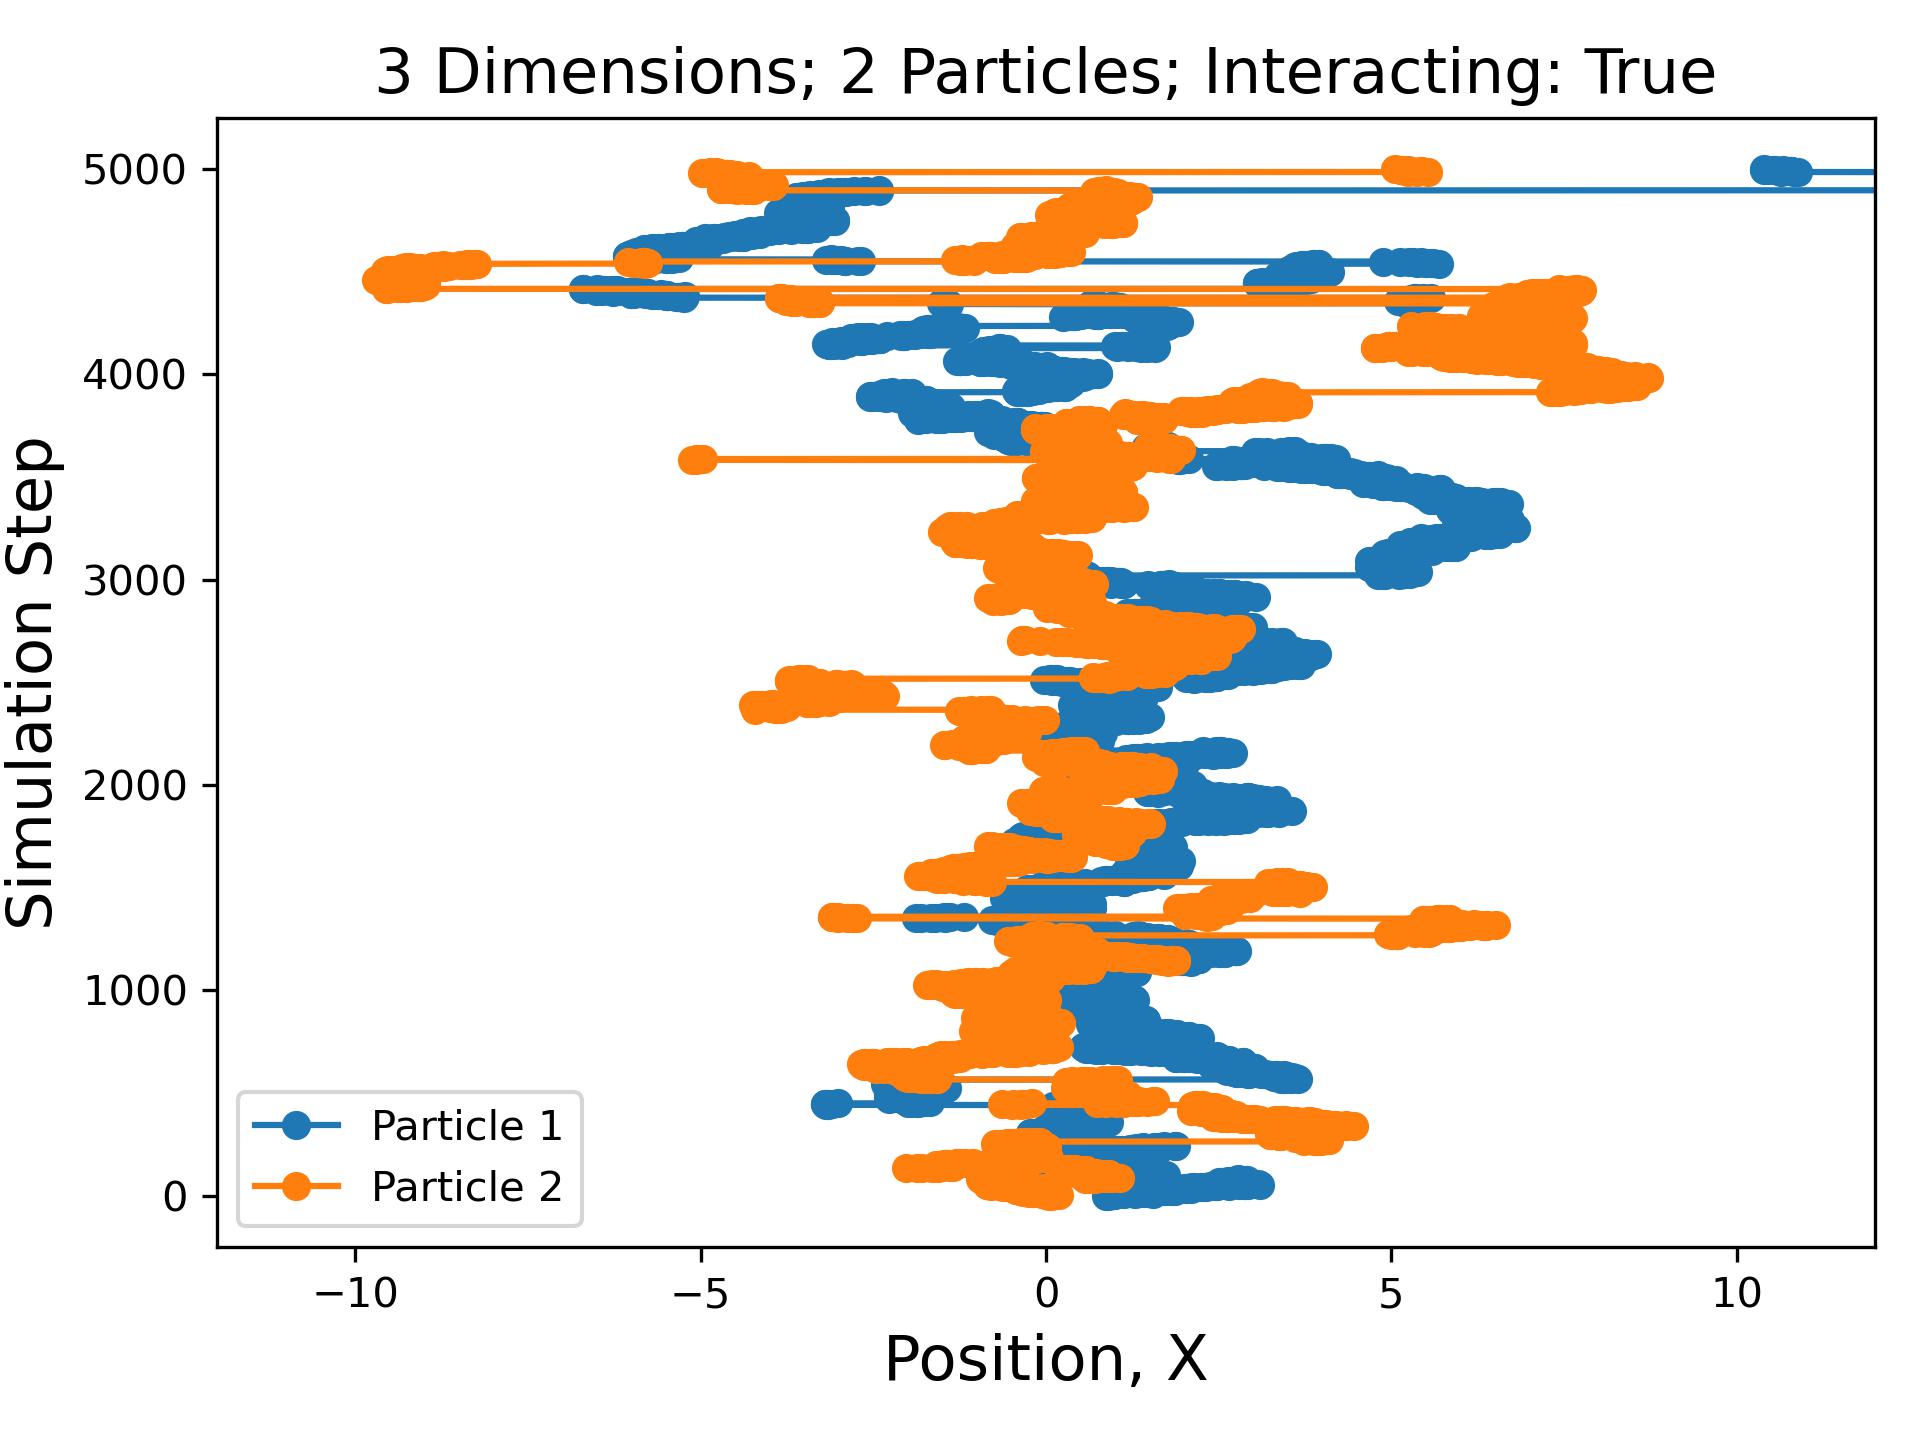 3 Dimensions; 2 Particles; Interacting: True
Simulation Step
5000
4000
3000
2000
1000
0
Particle 1
Particle 2
−10
−5
0
5
10
Position, X